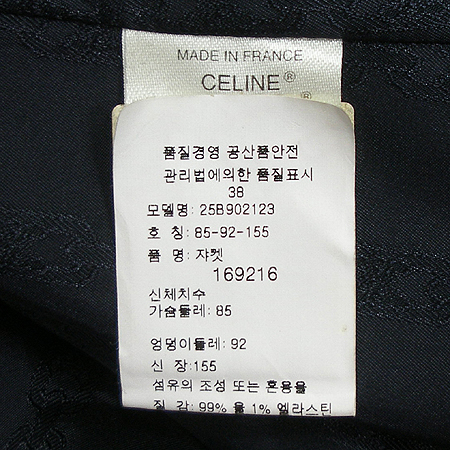 MADE IN FRANCE
CELINE®
®
품질경영 공산품안전
관리법에의한 품질표시
38
모델명: 25B902123
호 칭: 85-92-155
품 명: 쟈켓
169216
신체치수
가슴둘레: 85
엉덩이둘레: 92
신 장: 155
섬유의 조성 또는 혼용율
질 감: 99% 울 1% 엘라스틴